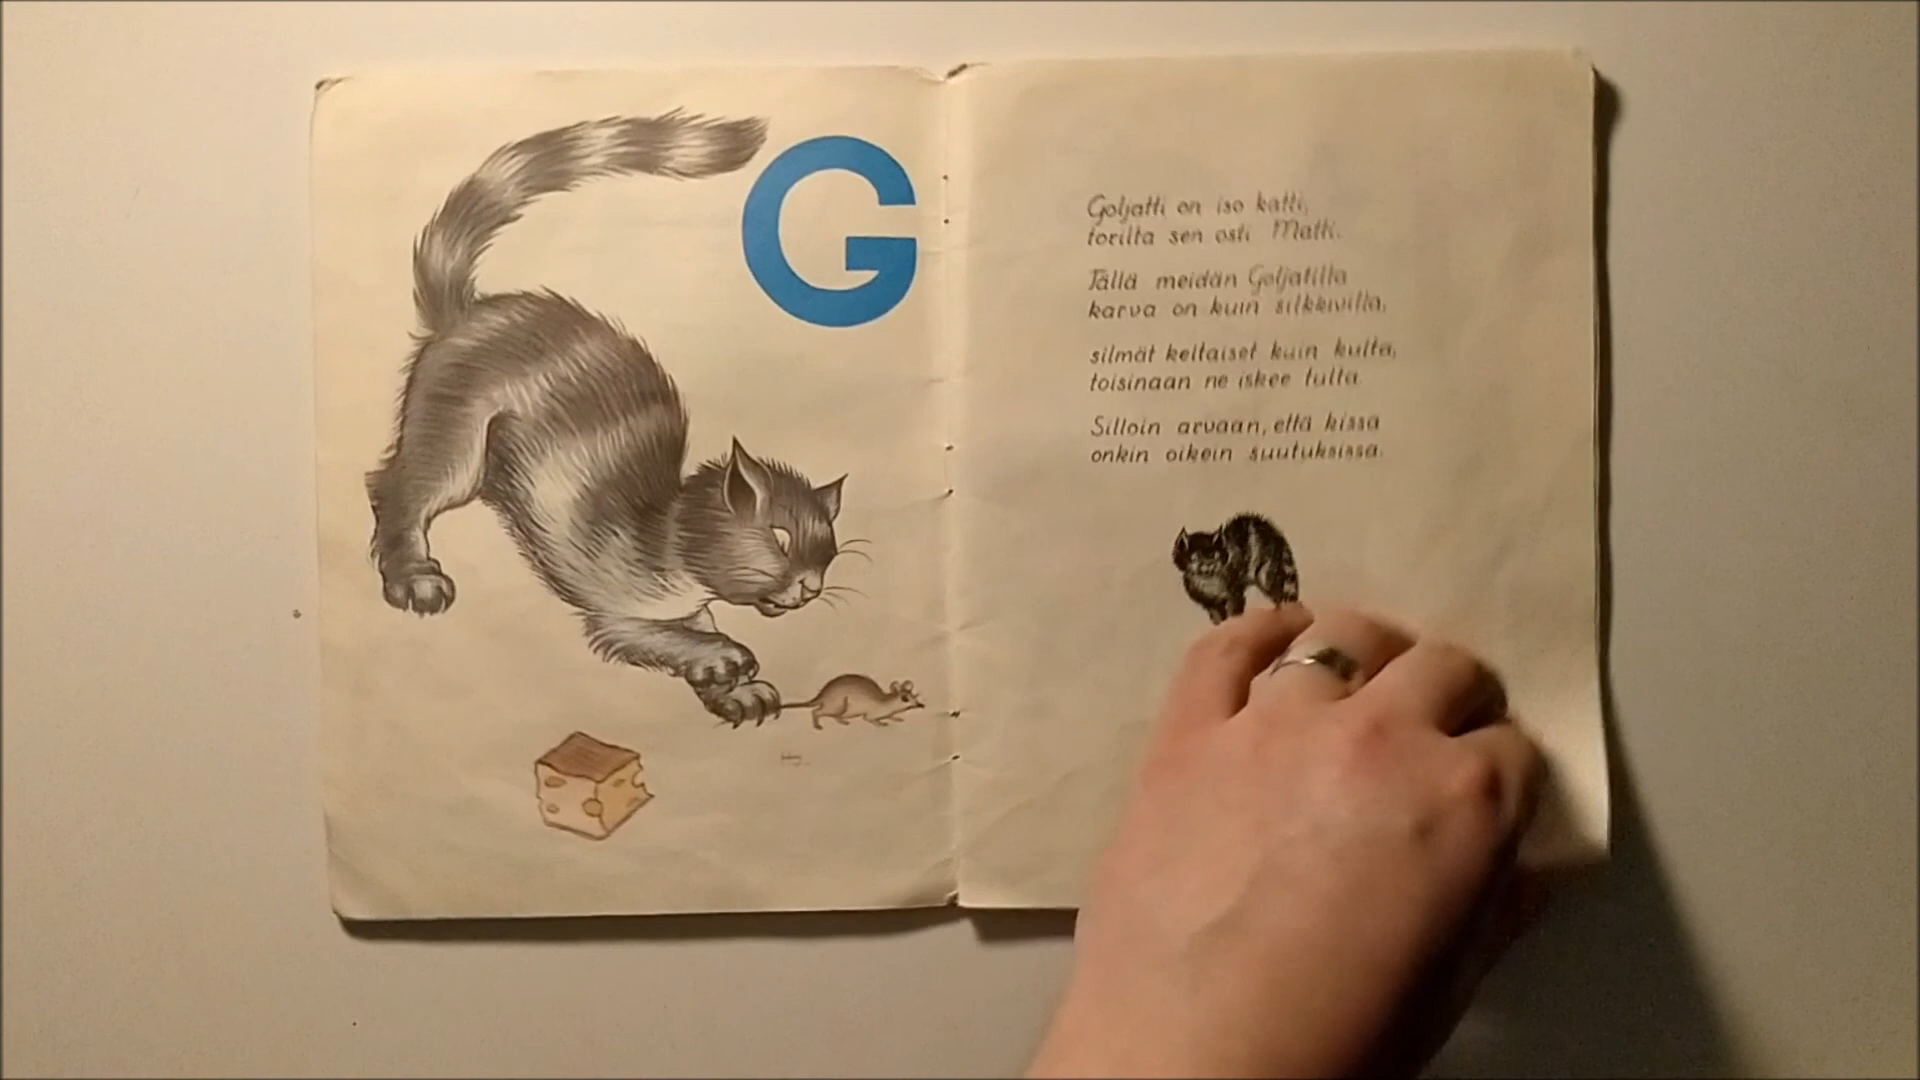 G
Goljatti on iso katti,
torilta sen osti Matti.
Tällä meidän Goljatilla
karva on kuin silkkivilla,
silmät keltaiset kuin kulta,
toisinaan ne iskee tulta.
Silloin arvaan, että kissa
onkin oikein suutuksissa.